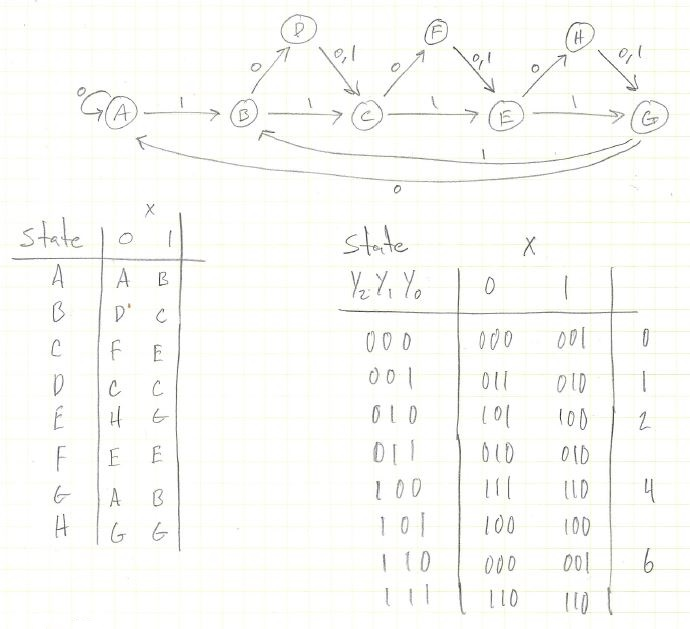 D F H
0 0,1 0 0,1 0 0,1
0 A 1 B 1 C 1 E 1 G
1
0
X
State 0 1
A A B
B D C
C F E
D C C
E H G
F E E
G A B
H G G
State X
Y₂ Y₁ Y₀ 0 1
000 000 001 0
001 011 010 1
010 101 100 2
011 010 010
100 111 110 4
101 100 100
110 000 001 6
111 110 110